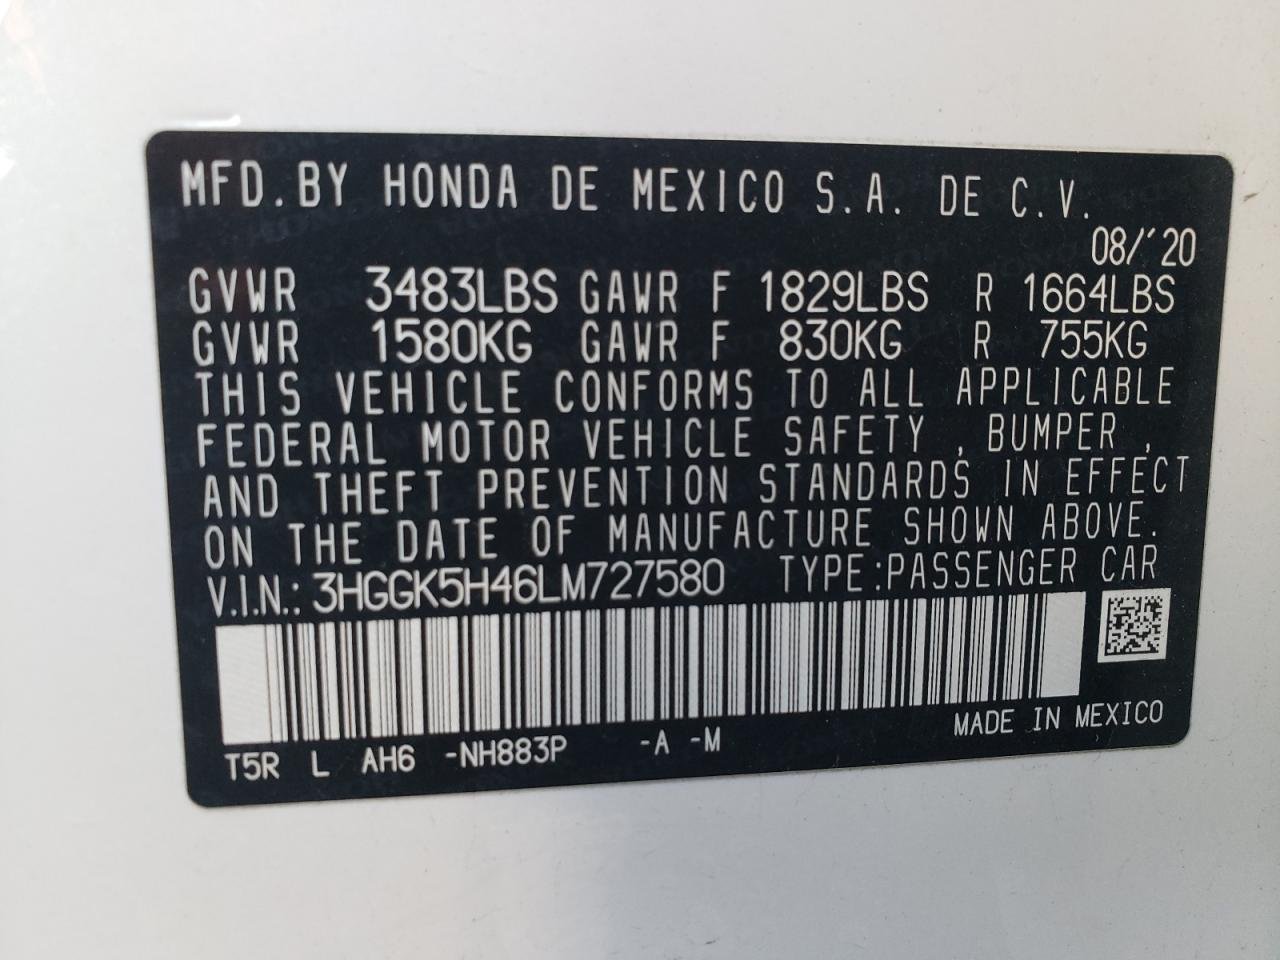 MFD.BY HONDA DE MEXICO S.A. DE C.V.
08/'20
GVWR 3483LBS GAWR F 1829LBS R 1664LBS
GVWR 1580KG GAWR F 830KG R 755KG
THIS VEHICLE CONFORMS TO ALL APPLICABLE
FEDERAL MOTOR VEHICLE SAFETY , BUMPER ,
AND THEFT PREVENTION STANDARDS IN EFFECT
ON THE DATE OF MANUFACTURE SHOWN ABOVE.
V.I.N.: 3HGGK5H46LM727580 TYPE:PASSENGER CAR
MADE IN MEXICO
T5R L AH6 -NH883P -A -M